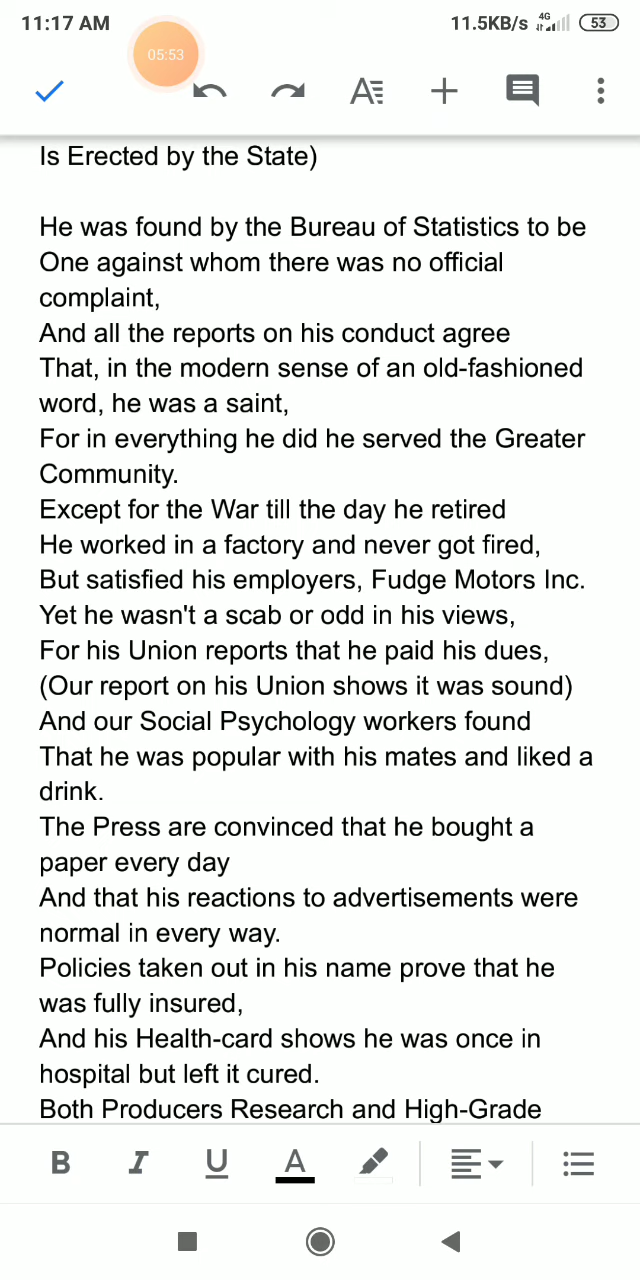 11:17 AM
05:53
11.5KB/s 4G 53
Is Erected by the State)
He was found by the Bureau of Statistics to be
One against whom there was no official
complaint,
And all the reports on his conduct agree
That, in the modern sense of an old-fashioned
word, he was a saint,
For in everything he did he served the Greater
Community.
Except for the War till the day he retired
He worked in a factory and never got fired,
But satisfied his employers, Fudge Motors Inc.
Yet he wasn't a scab or odd in his views,
For his Union reports that he paid his dues,
(Our report on his Union shows it was sound)
And our Social Psychology workers found
That he was popular with his mates and liked a
drink.
The Press are convinced that he bought a
paper every day
And that his reactions to advertisements were
normal in every way.
Policies taken out in his name prove that he
was fully insured,
And his Health-card shows he was once in
hospital but left it cured.
Both Producers Research and High-Grade
B I U A